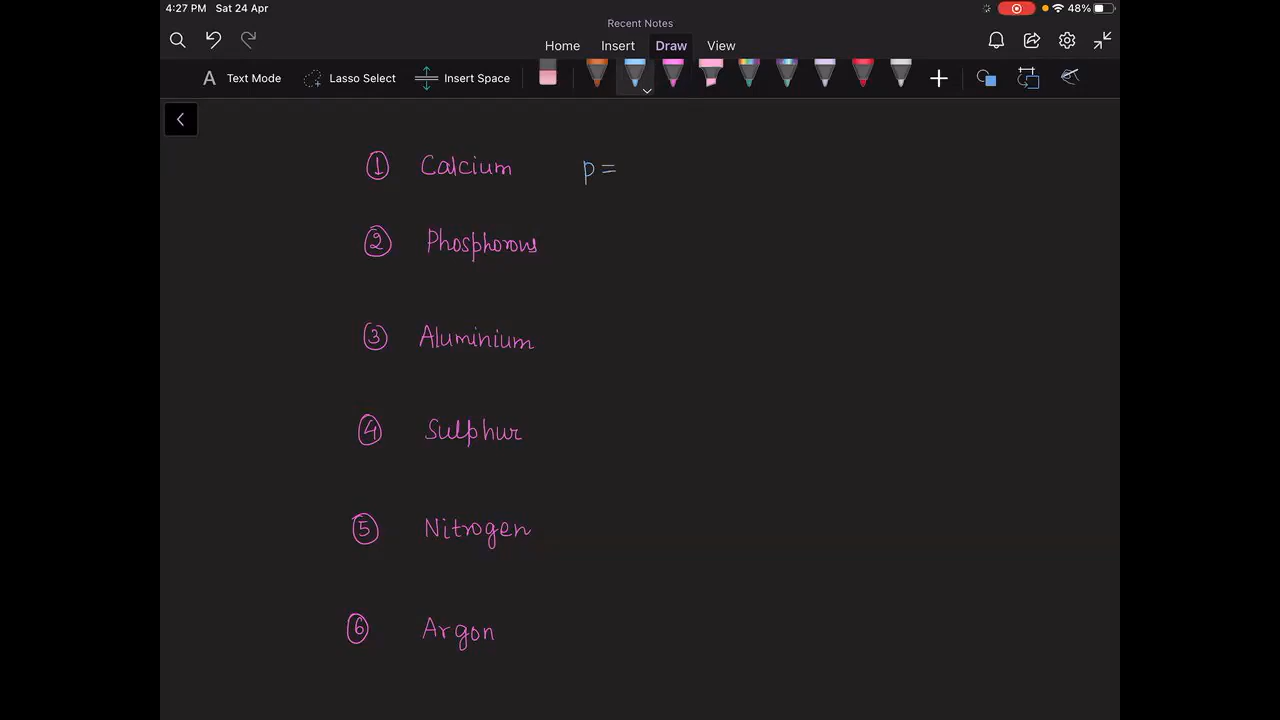 4:27 PM Sat 24 Apr 48%
Recent Notes
Home Insert Draw View
A Text Mode Lasso Select Insert Space
① Calcium p =
② Phosphorous
③ Aluminium
④ Sulphur
⑤ Nitrogen
⑥ Argon